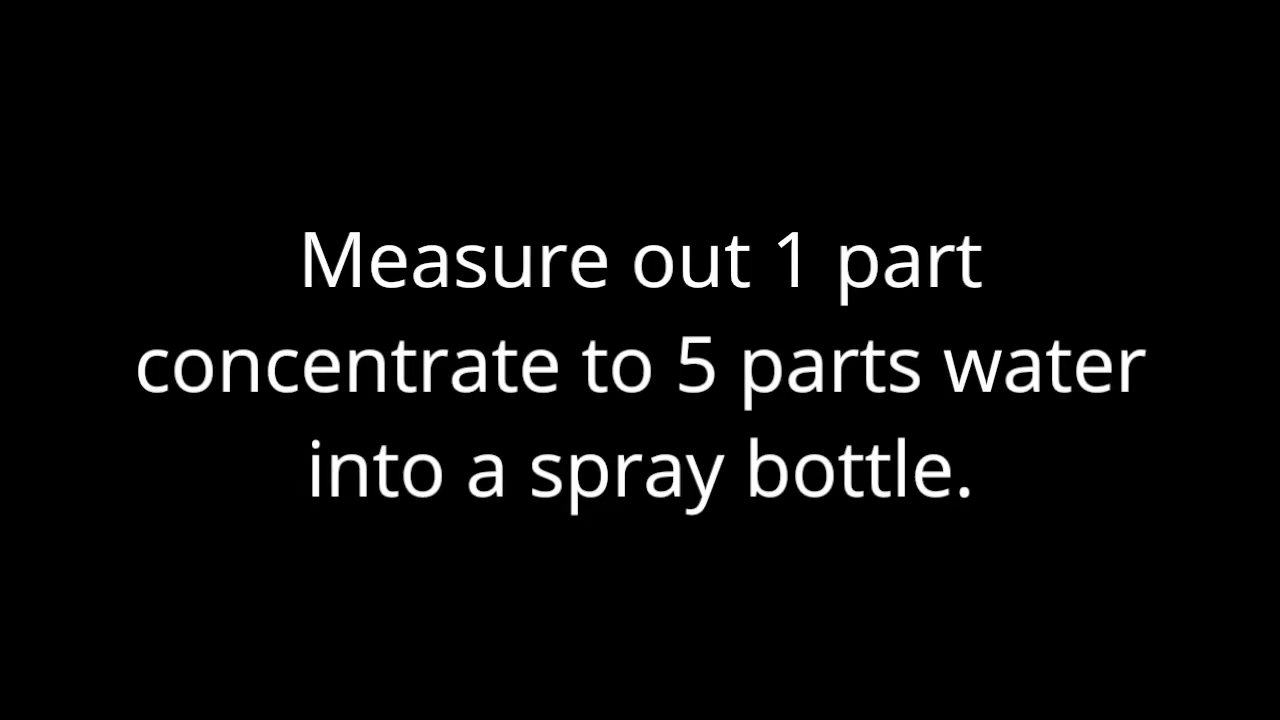 Measure out 1 part
concentrate to 5 parts water
into a spray bottle.